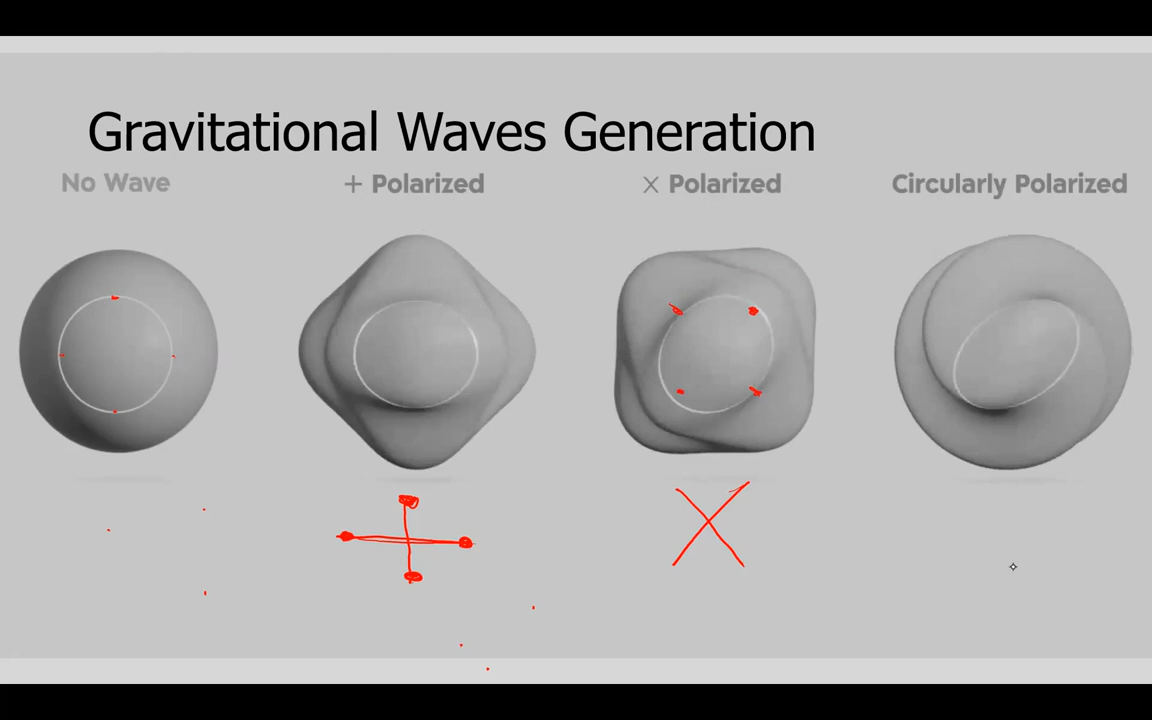 Gravitational Waves Generation
No Wave
+ Polarized
× Polarized
Circularly Polarized